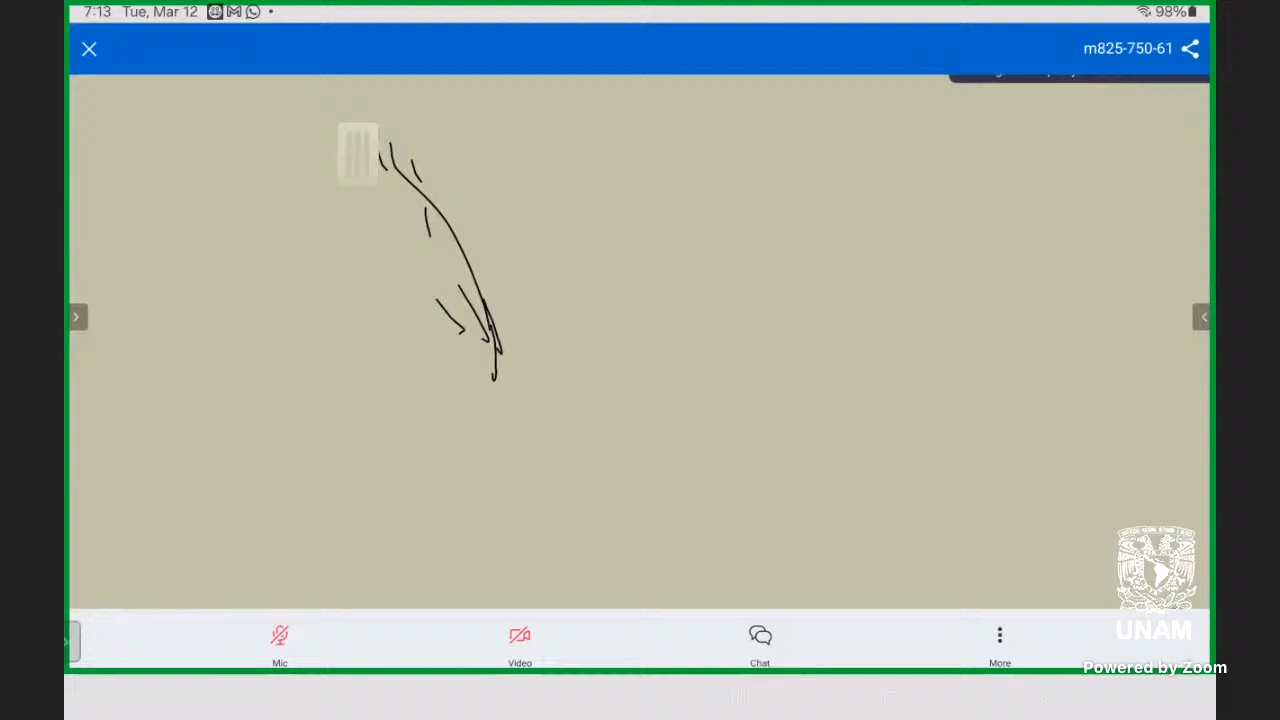 7:13 Tue, Mar 12 • 98%
m825-750-61
Mic Video Chat More
UNAM
Powered by Zoom